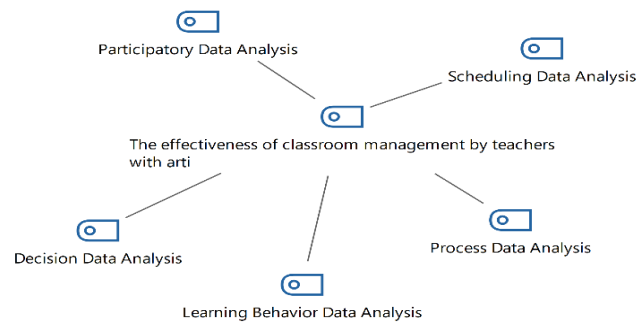 Participatory Data Analysis
Scheduling Data Analysis
The effectiveness of classroom management by teachers
with arti
Decision Data Analysis
Process Data Analysis
Learning Behavior Data Analysis